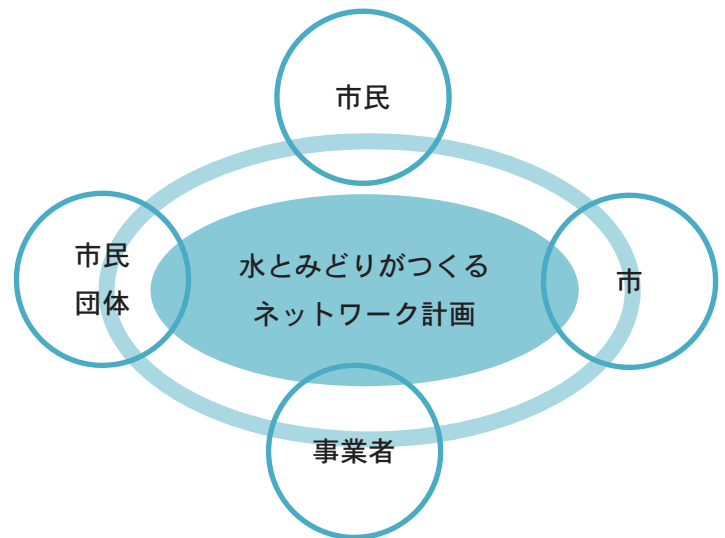 市民
市民
団体
水とみどりがつくる
ネットワーク計画
市
事業者